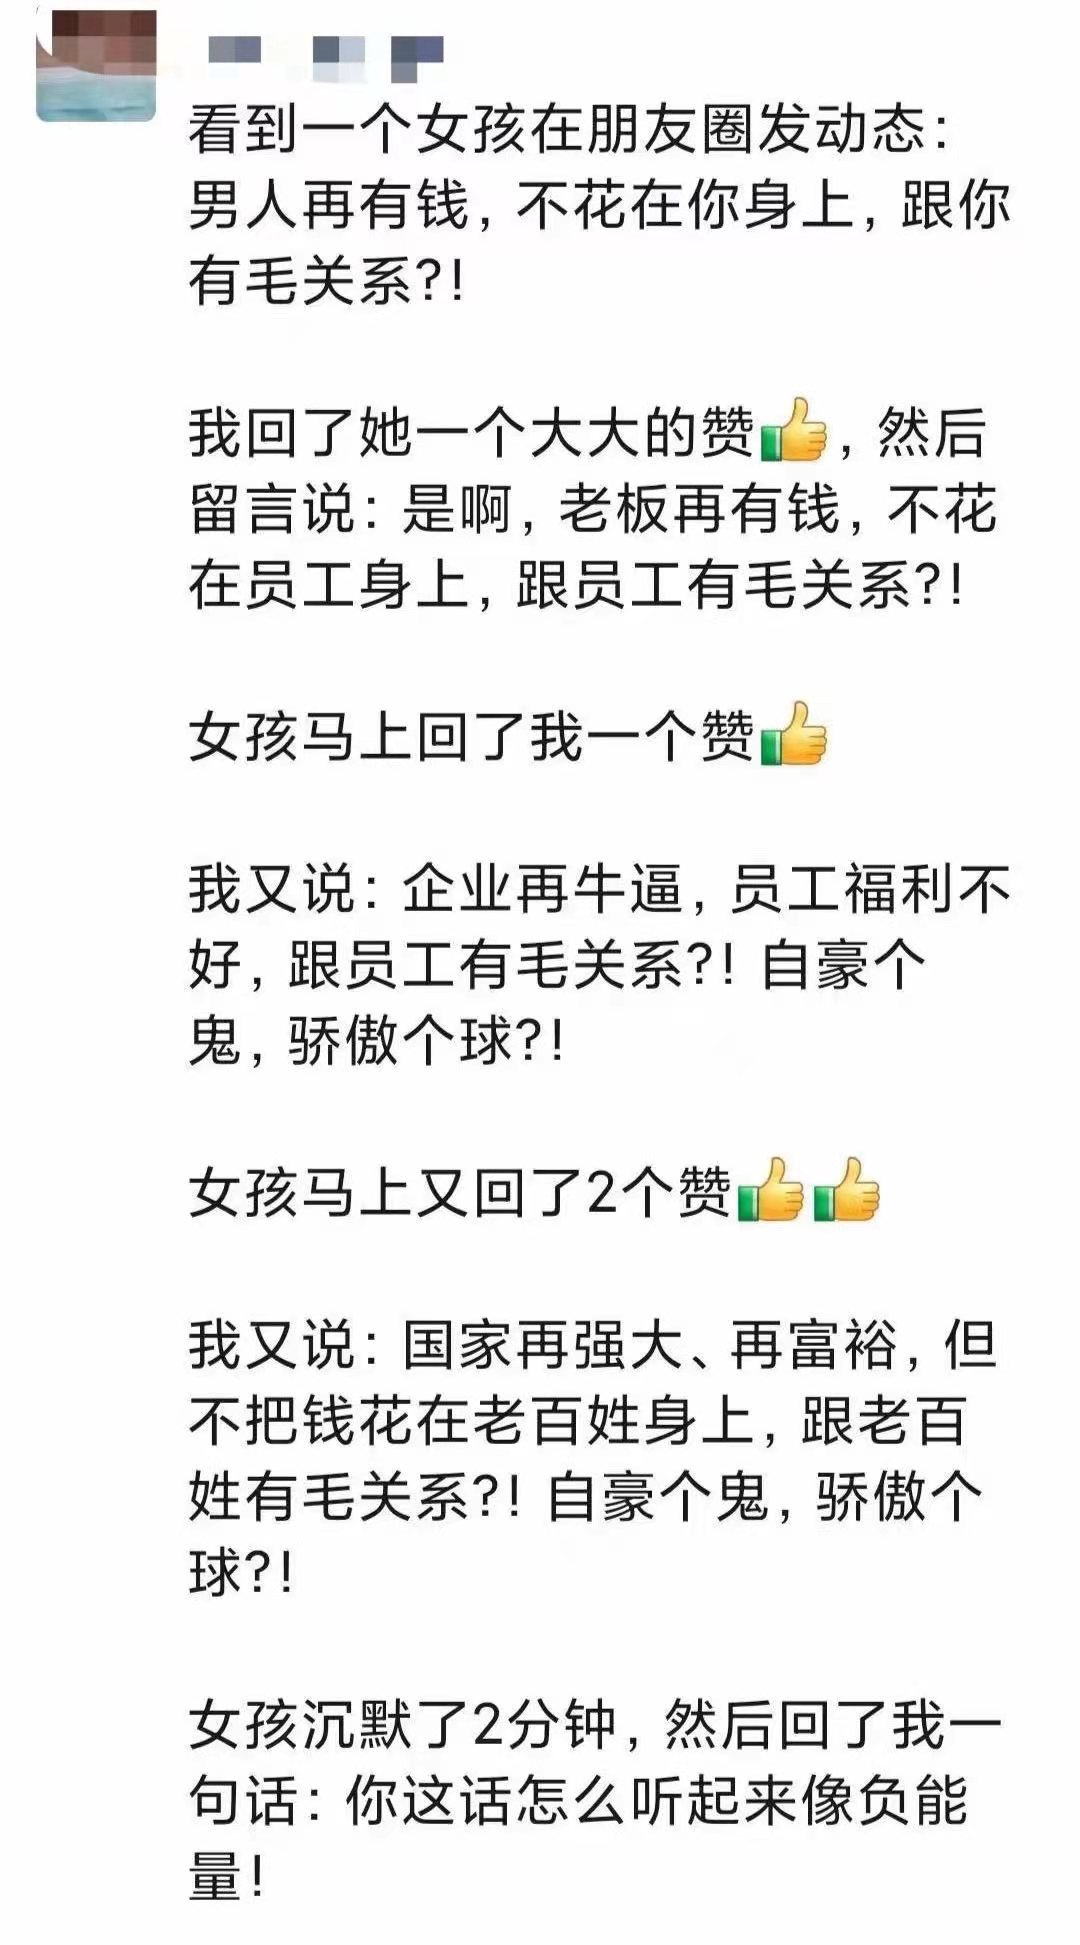 看到一个女孩在朋友圈发动态：
男人再有钱，不花在你身上，跟你
有毛关系?！
我回了她一个大大的赞👍，然后
留言说：是啊，老板再有钱，不花
在员工身上，跟员工有毛关系?！
女孩马上回了我一个赞👍
我又说：企业再牛逼，员工福利不
好，跟员工有毛关系?！自豪个
鬼，骄傲个球?！
女孩马上又回了2个赞👍👍
我又说：国家再强大、再富裕，但
不把钱花在老百姓身上，跟老百
姓有毛关系?！自豪个鬼，骄傲个
球?！
女孩沉默了2分钟，然后回了我一
句话：你这话怎么听起来像负能
量！